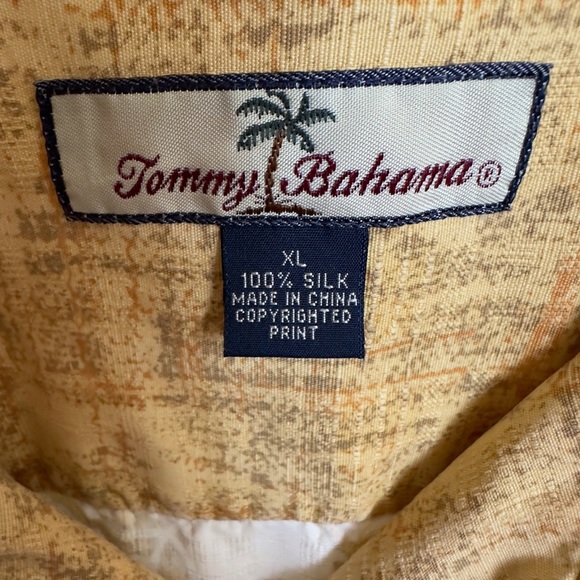 Tommy Bahama®
XL
100% SILK
MADE IN CHINA
COPYRIGHTED
PRINT